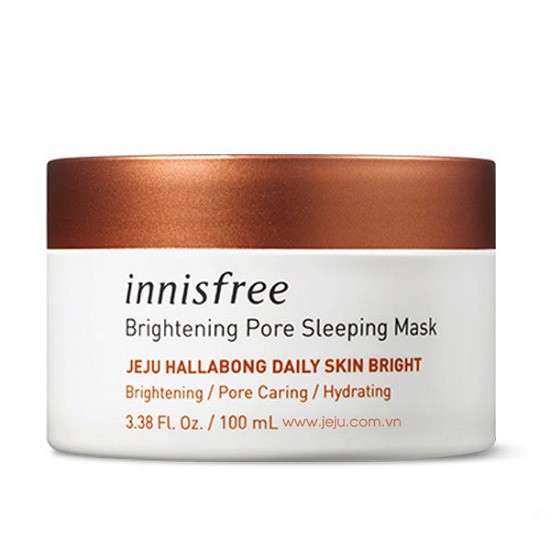 innisfree
Brightening Pore Sleeping Mask
JEJU HALLABONG DAILY SKIN BRIGHT
Brightening / Pore Caring / Hydrating
3.38 Fl. Oz. / 100 mL www.jeju.com.vn